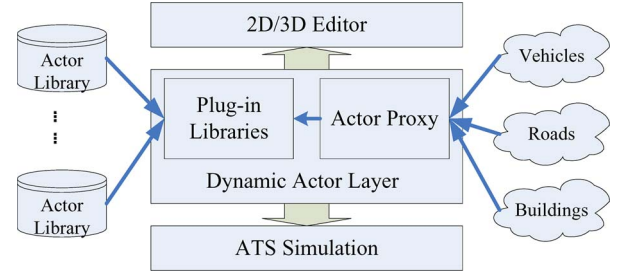 2D/3D Editor
Actor
Library
Actor
Library
Plug-in
Libraries
Actor Proxy
Dynamic Actor Layer
Vehicles
Roads
Buildings
ATS Simulation